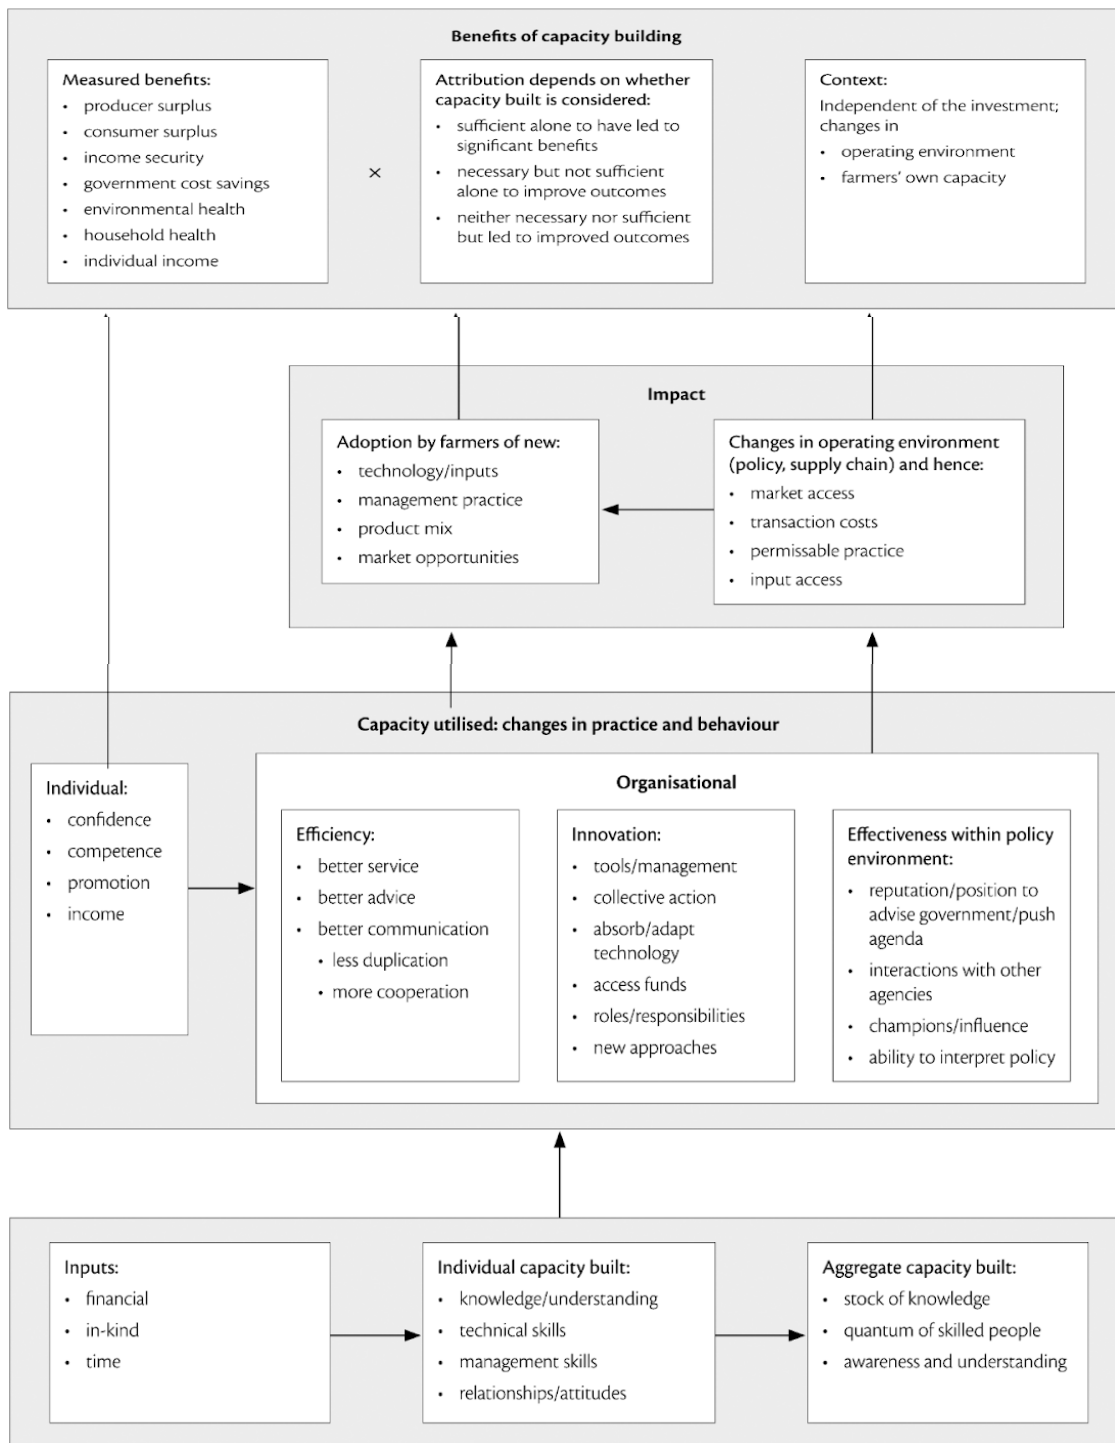 Benefits of capacity building
Measured benefits:
• producer surplus
• consumer surplus
• income security
• government cost savings
• environmental health
• household health
• individual income
×
Attribution depends on whether
capacity built is considered:
• sufficient alone to have led to
significant benefits
• necessary but not sufficient
alone to improve outcomes
• neither necessary nor sufficient
but led to improved outcomes
Context:
Independent of the investment;
changes in
• operating environment
• farmers' own capacity
Impact
Adoption by farmers of new:
• technology/inputs
• management practice
• product mix
• market opportunities
Changes in operating environment
(policy, supply chain) and hence:
• market access
• transaction costs
• permissable practice
• input access
Capacity utilised: changes in practice and behaviour
Individual:
• confidence
• competence
• promotion
• income
Organisational
Efficiency:
• better service
• better advice
• better communication
• less duplication
• more cooperation
Innovation:
• tools/management
• collective action
• absorb/adapt
technology
• access funds
• roles/responsibilities
• new approaches
Effectiveness within policy
environment:
• reputation/position to
advise government/push
agenda
• interactions with other
agencies
• champions/influence
• ability to interpret policy
Inputs:
• financial
• in-kind
• time
Individual capacity built:
• knowledge/understanding
• technical skills
• management skills
• relationships/attitudes
Aggregate capacity built:
• stock of knowledge
• quantum of skilled people
• awareness and understanding